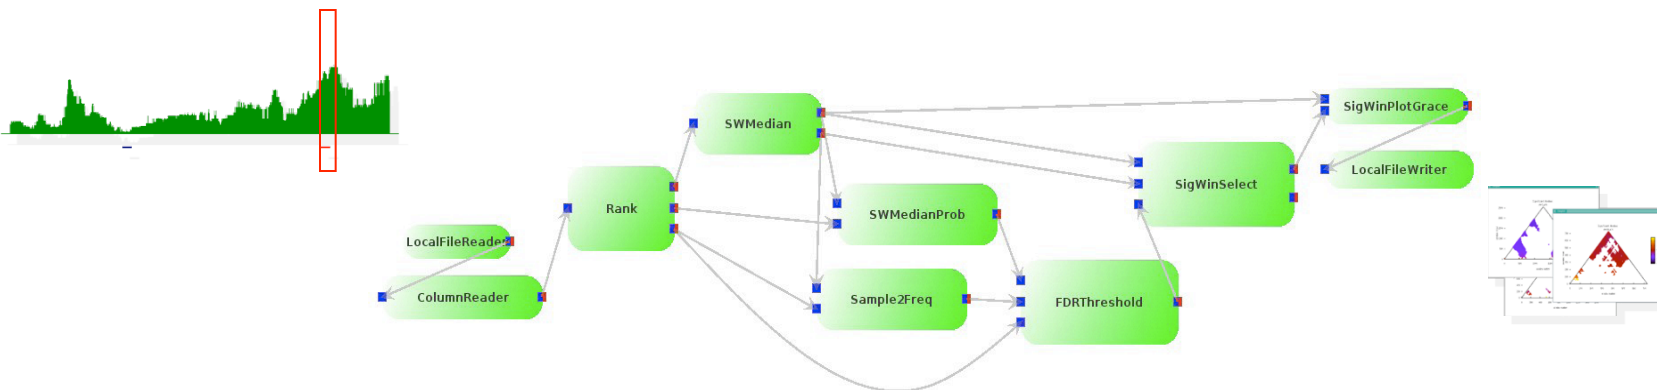 LocalFileReader
ColumnReader
Rank
SWMedian
SWMedianProb
Sample2Freq
FDRThreshold
SigWinSelect
SigWinPlotGrace
LocalFileWriter